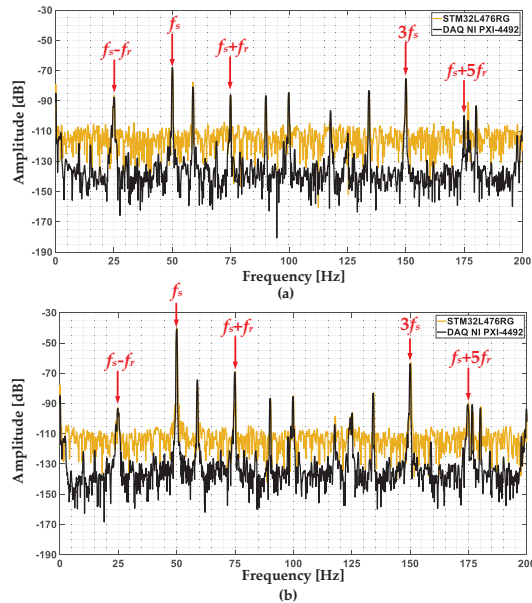 -30
-50
-70
-90
-110
-130
-150
-170
-190
Amplitude [dB]
fs-fr
fs
fs+fr
3fs
fs+5fr
STM32L476RG
DAQ NI PXI-4492
0 25 50 75 100 125 150 175 200
Frequency [Hz]
(a)
-30
-50
-70
-90
-110
-130
-150
-170
-190
Amplitude [dB]
fs-fr
fs
fs+fr
3fs
fs+5fr
STM32L476RG
DAQ NI PXI-4492
0 25 50 75 100 125 150 175 200
Frequency [Hz]
(b)